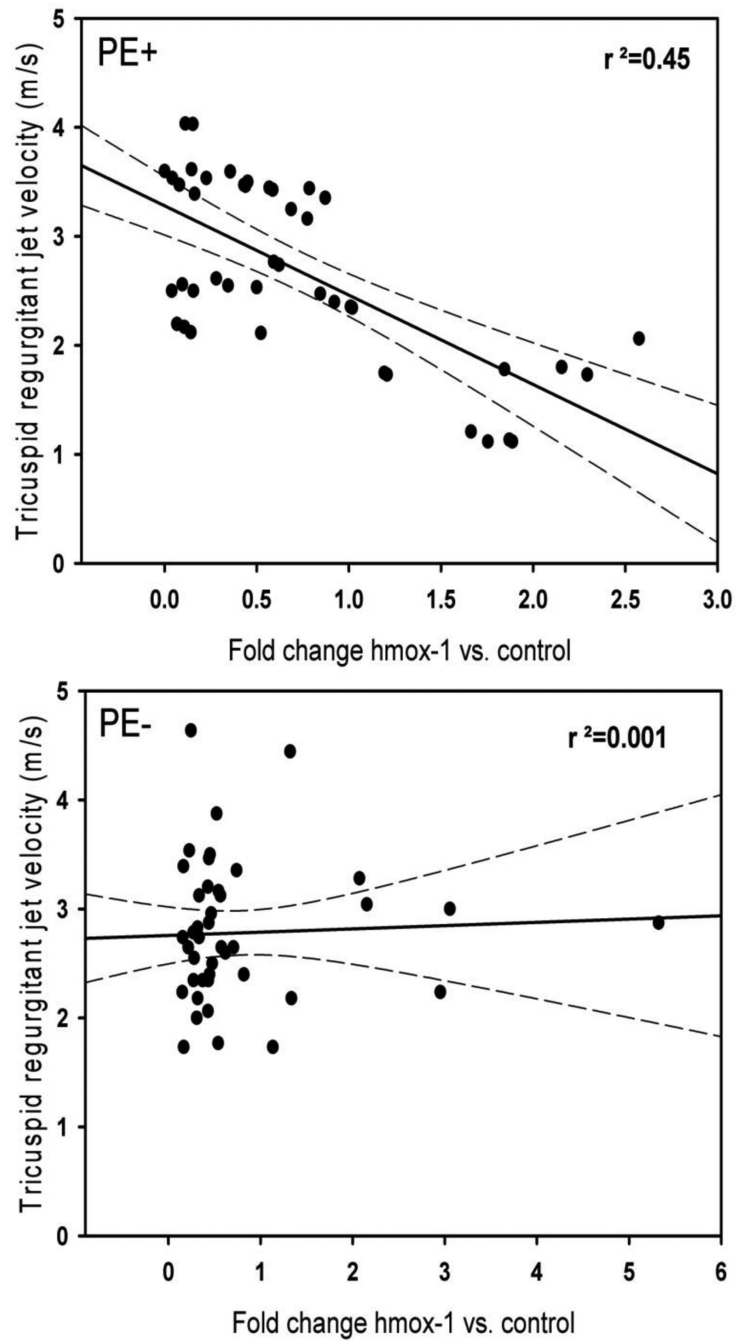 PE+
r ²=0.45
Tricuspid regurgitant jet velocity (m/s)
5
4
3
2
1
0
0.0 0.5 1.0 1.5 2.0 2.5 3.0
Fold change hmox-1 vs. control
PE-
r ²=0.001
Tricuspid regurgitant jet velocity (m/s)
5
4
3
2
1
0
0 1 2 3 4 5 6
Fold change hmox-1 vs. control